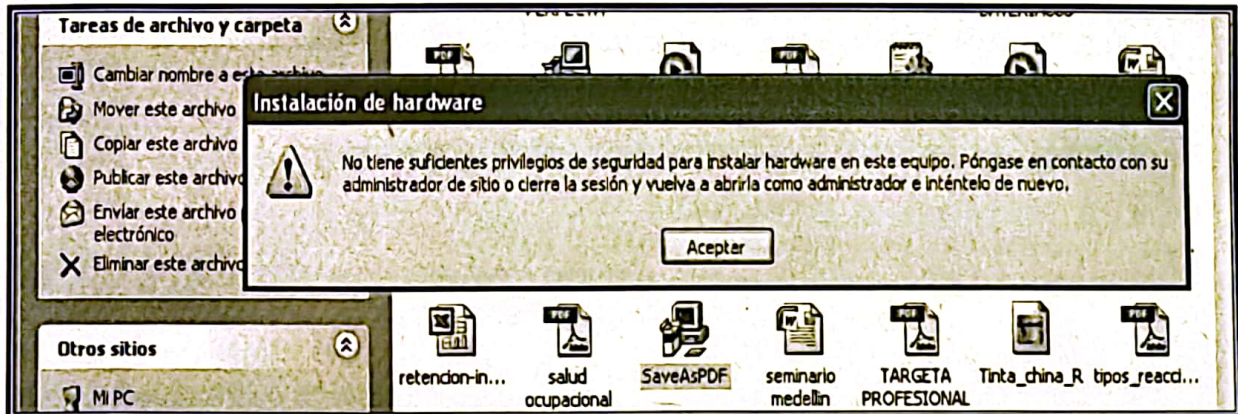 Tareas de archivo y carpeta
Cambiar nombre a este archivo
Mover este archivo
Copiar este archivo
Publicar este archivo
Enviar este archivo
electrónico
Eliminar este archivo
Instalación de hardware
No tiene suficientes privilegios de seguridad para instalar hardware en este equipo. Póngase en contacto con su
administrador de sitio o cierre la sesión y vuelva a abrirla como administrador e inténtelo de nuevo.
Aceptar
Otros sitios
Mi PC
retencion-in...
salud
ocupacional
SaveAsPDF
seminario
medellin
TARGETA
PROFESIONAL
Tinta_china_R
tipos_reacci...